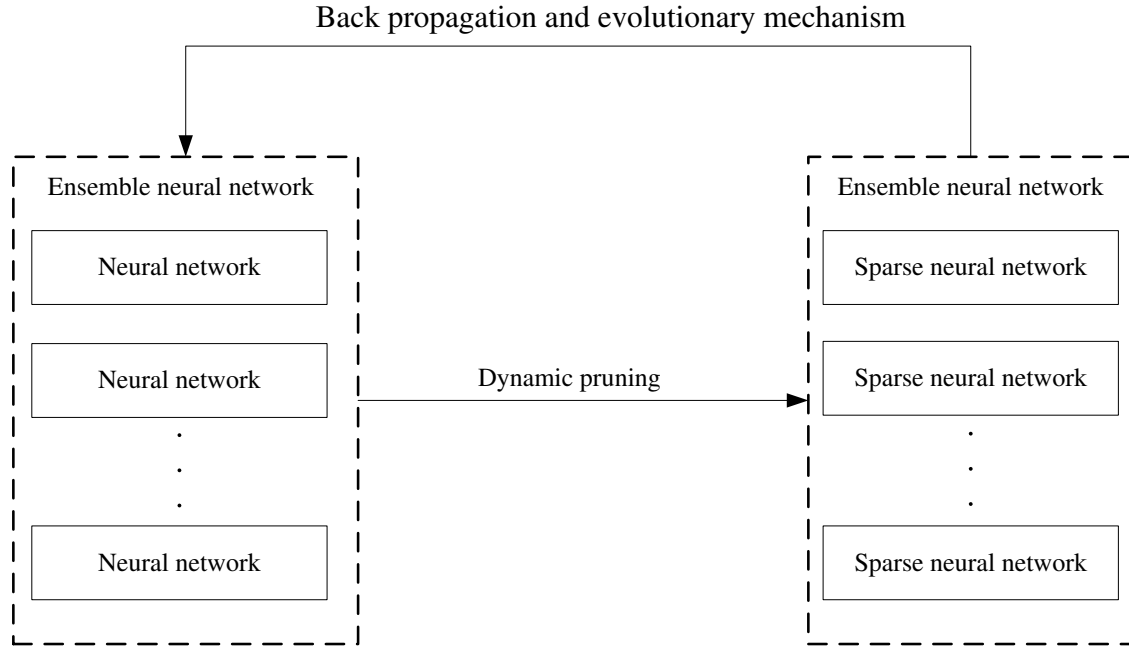 Back propagation and evolutionary mechanism
Ensemble neural network
Neural network
Neural network
.
.
.
Neural network
Dynamic pruning
Ensemble neural network
Sparse neural network
Sparse neural network
.
.
.
Sparse neural network